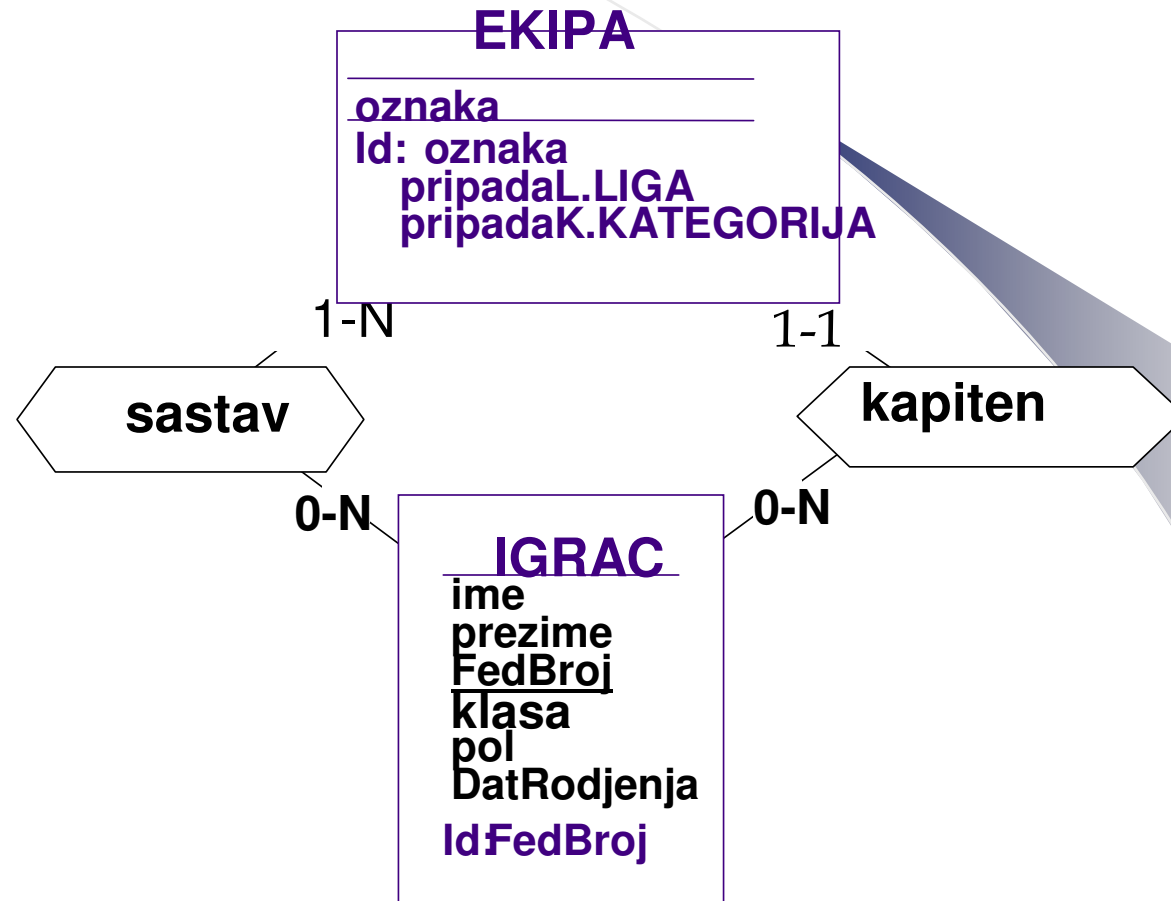 EKIPA
oznaka
Id: oznaka
pripadaL.LIGA
pripadaK.KATEGORIJA
1-N
1-1
sastav
kapiten
0-N
0-N
IGRAC
ime
prezime
FedBroj
klasa
pol
DatRodjenja
Id:FedBroj